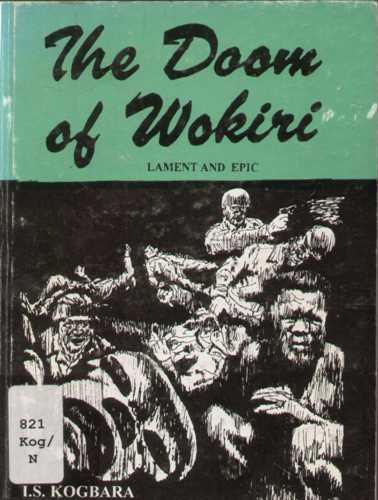 The Doom
of Wokiri
LAMENT AND EPIC
821
Kog/
N
I.S. KOGBARA